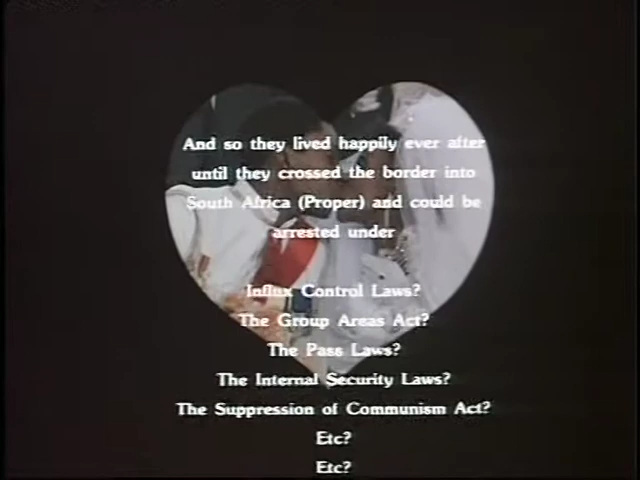 And so they lived happily ever after
until they crossed the border into
South Africa (Proper) and could be
arrested under
Influx Control Laws?
The Group Areas Act?
The Pass Laws?
The Internal Security Laws?
The Suppression of Communism Act?
Etc?
Etc?